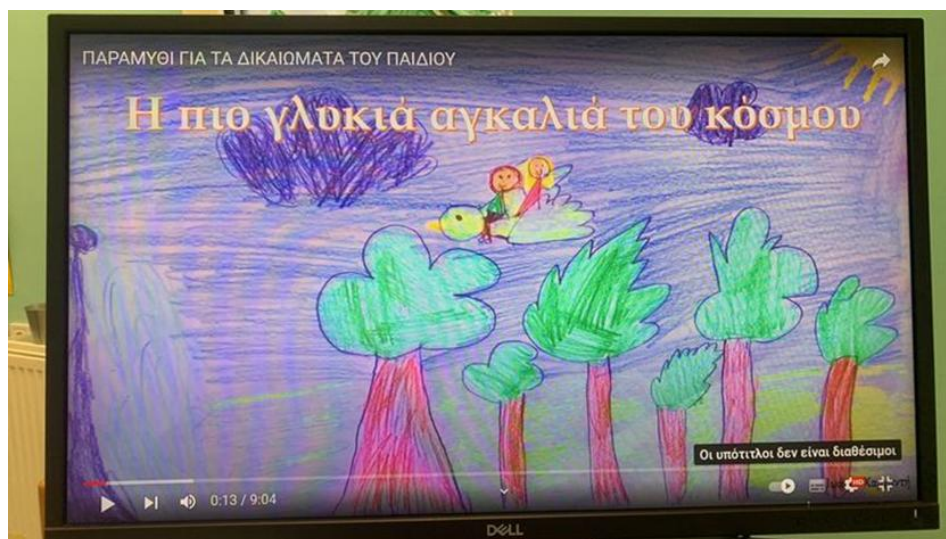 ΠΑΡΑΜΥΘΙ ΓΙΑ ΤΑ ΔΙΚΑΙΩΜΑΤΑ ΤΟΥ ΠΑΙΔΙΟΥ
Η πιο γλυκιά αγκαλιά του κόσμου
Οι υπότιτλοι δεν είναι διαθέσιμοι
0:13 / 9:04
HD
DELL